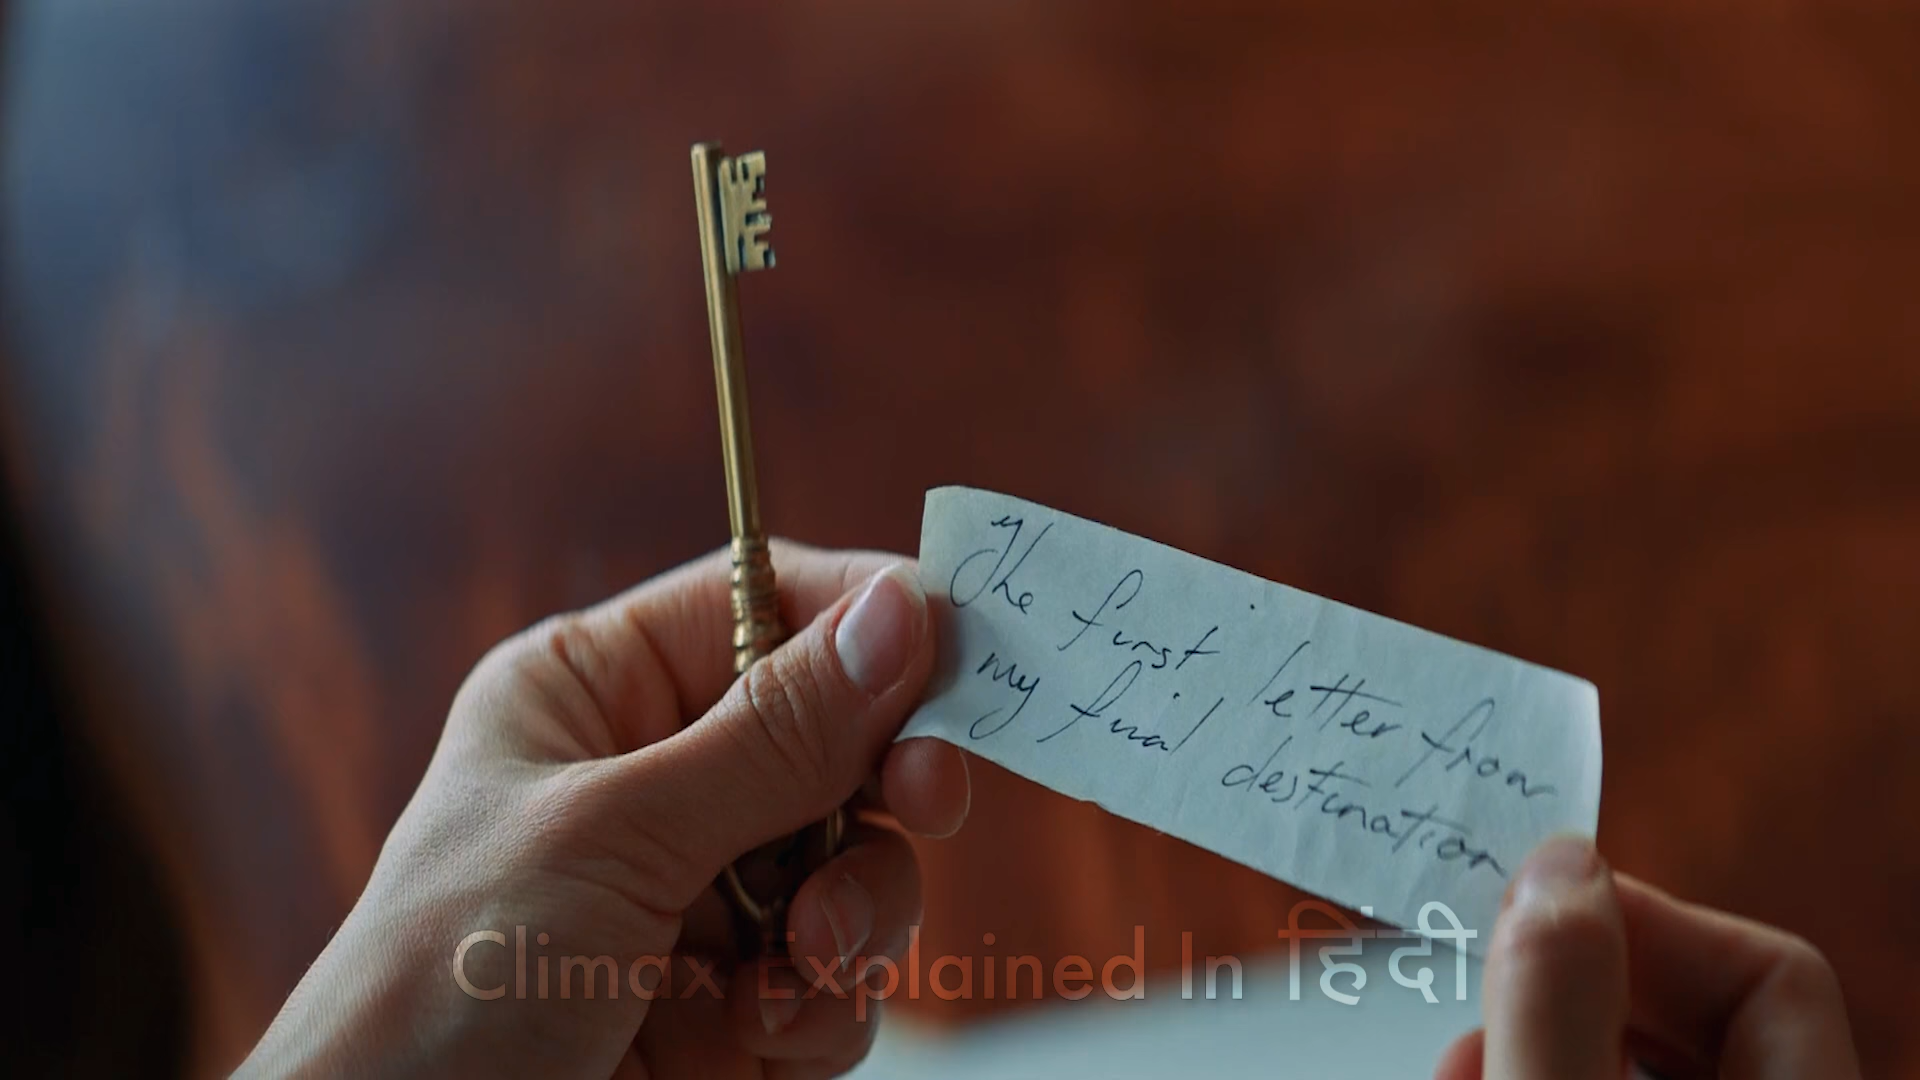 The first letter from
my final destination
Climax Explained In हिंदी